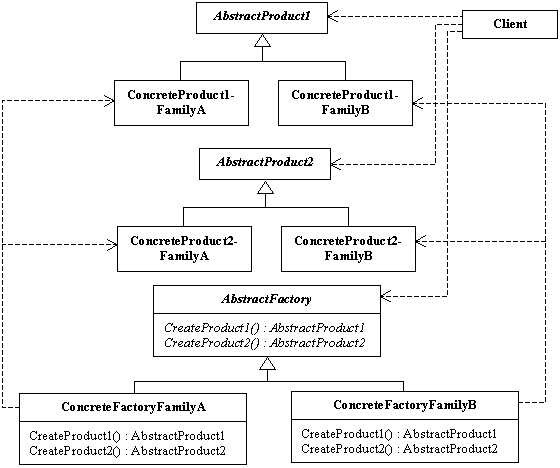 AbstractProduct1
Client
ConcreteProduct1-
FamilyA
ConcreteProduct1-
FamilyB
AbstractProduct2
ConcreteProduct2-
FamilyA
ConcreteProduct2-
FamilyB
AbstractFactory
CreateProduct1() : AbstractProduct1
CreateProduct2() : AbstractProduct2
ConcreteFactoryFamilyA
CreateProduct1() : AbstractProduct1
CreateProduct2() : AbstractProduct2
ConcreteFactoryFamilyB
CreateProduct1() : AbstractProduct1
CreateProduct2() : AbstractProduct2